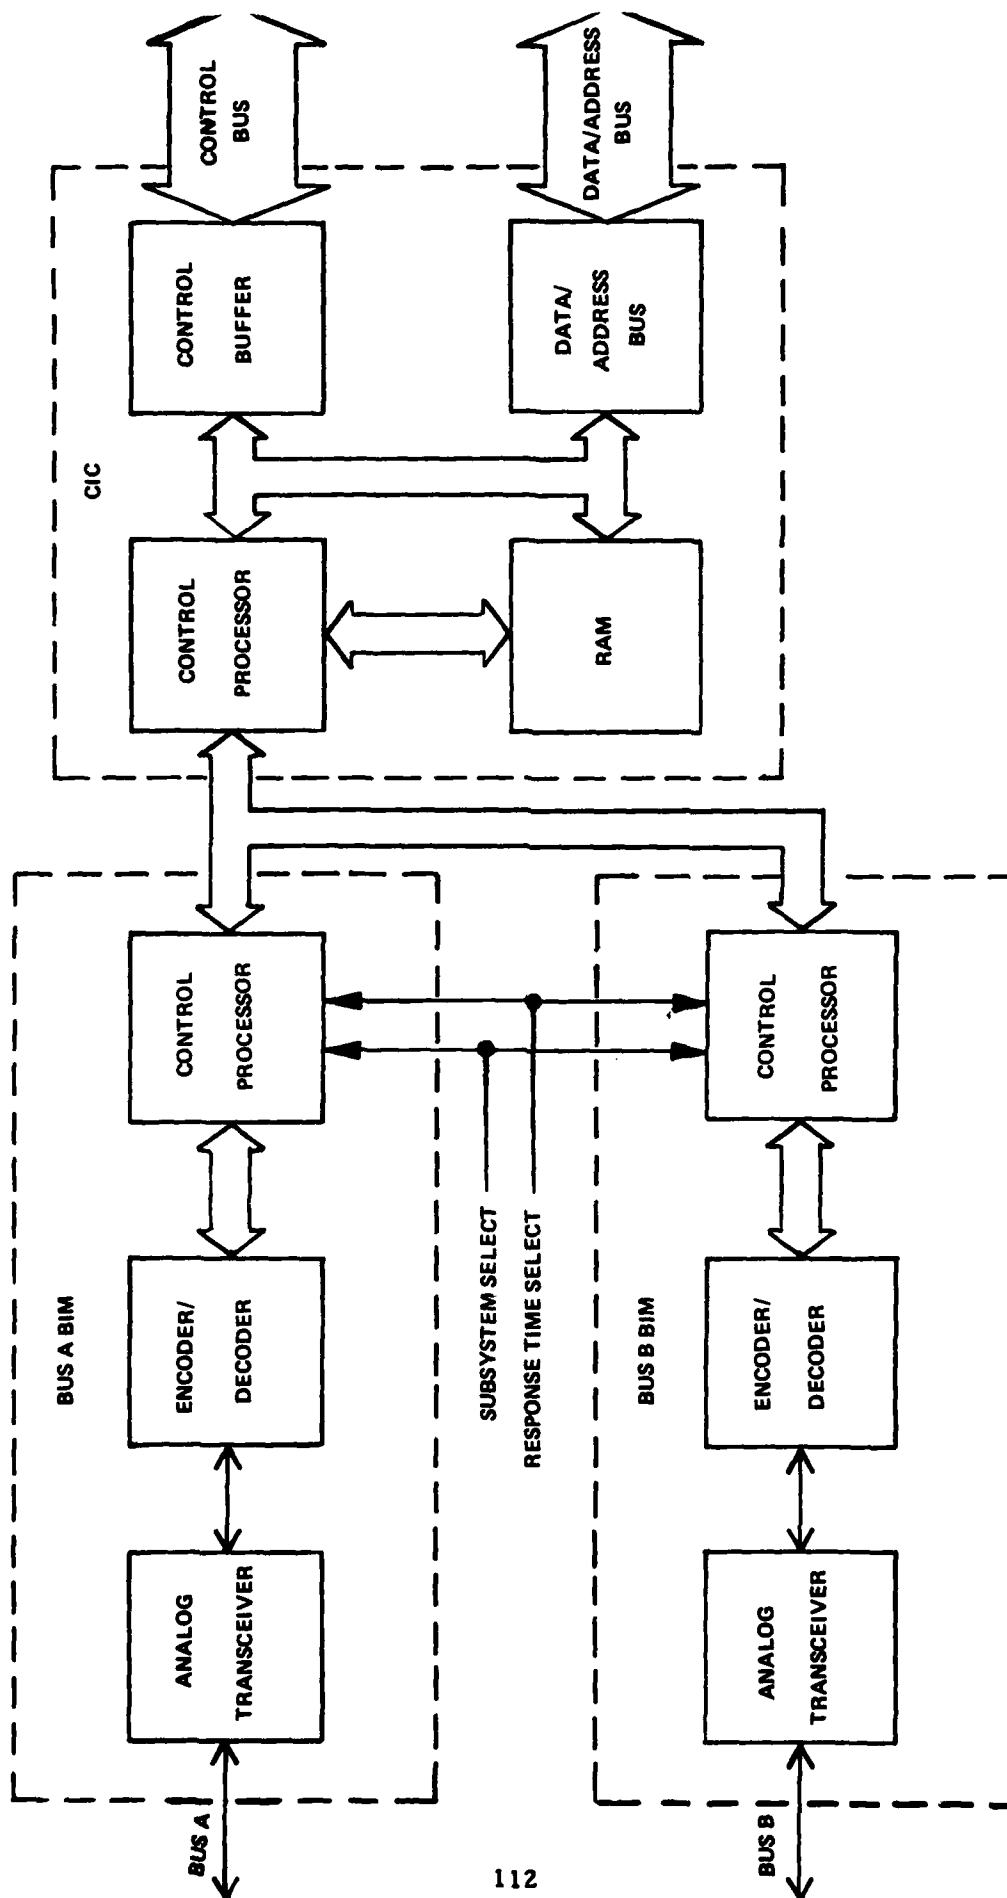 BUS A
BUS A BIM
ANALOG
TRANSCEIVER
ENCODER/
DECODER
CONTROL
PROCESSOR
SUBSYSTEM SELECT
RESPONSE TIME SELECT
BUS B
BUS B BIM
ANALOG
TRANSCEIVER
ENCODER/
DECODER
CONTROL
PROCESSOR
CIC
CONTROL
PROCESSOR
CONTROL
BUFFER
RAM
DATA/
ADDRESS
BUS
CONTROL
BUS
DATA/ADDRESS
BUS
112